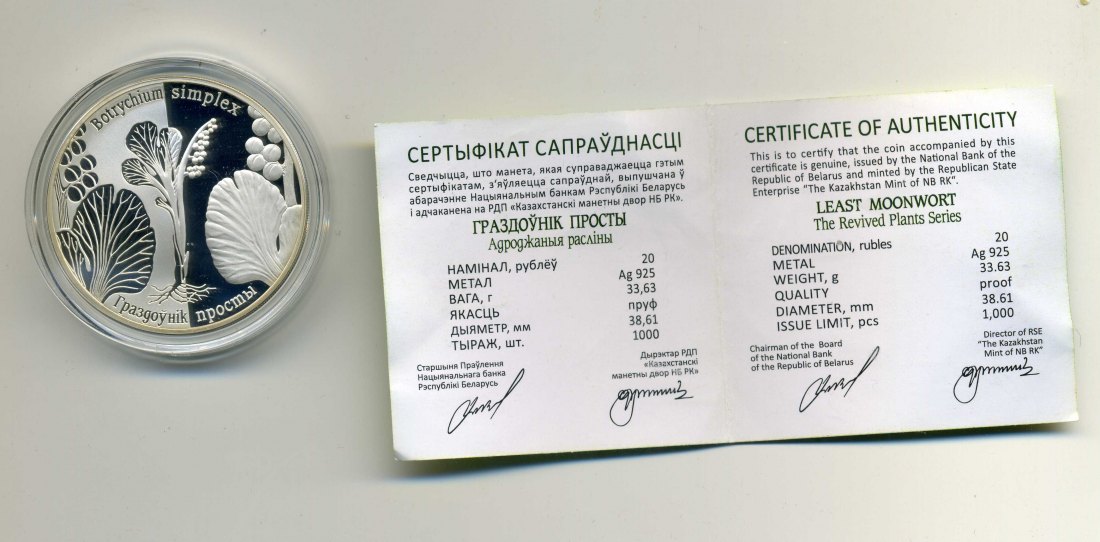 Botrychium simplex
Граздоўнік просты
СЕРТЫФІКАТ САПРАЎДНАСЦІ
Сведчыцца, што манета, якая суправаджаецца гэтым
сертыфікатам, з'яўляецца сапраўднай, выпушчана ў
абарачэнне Нацыянальным банкам Рэспублікі Беларусь
і адчаканена на РДП «Казахстанскі манетны двор НБ РК».
ГРАЗДОЎНІК ПРОСТЫ
Адроджаныя расліны
НАМІНАЛ, рублёў 20
МЕТАЛ Ag 925
ВАГА, г 33,63
ЯКАСЦЬ пруф
ДЫЯМЕТР, мм 38,61
ТЫРАЖ, шт. 1000
Старшыня Праўлення
Нацыянальнага банка
Рэспублікі Беларусь
Дырэктар РДП
«Казахстанскі
манетны двор НБ РК»
CERTIFICATE OF AUTHENTICITY
This is to certify that the coin accompanied by this
certificate is genuine, issued by the National Bank of the
Republic of Belarus and minted by the Republican State
Enterprise "The Kazakhstan Mint of NB RK".
LEAST MOONWORT
The Revived Plants Series
DENOMINATION, rubles 20
METAL Ag 925
WEIGHT, g 33.63
QUALITY proof
DIAMETER, mm 38.61
ISSUE LIMIT, pcs 1,000
Chairman of the Board
of the National Bank
of the Republic of Belarus
Director of RSE
"The Kazakhstan
Mint of NB RK"